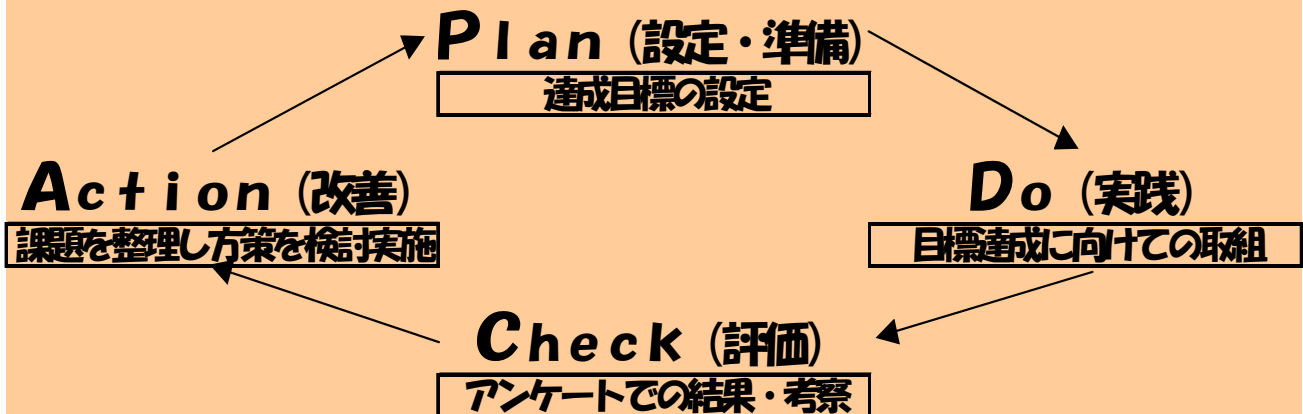 Plan（設定・準備）
達成目標の設定
Action（改善）
Do（実践）
課題を整理し方策を検討実施
目標達成に向けての取組
Check（評価）
アンケートでの結果・考察